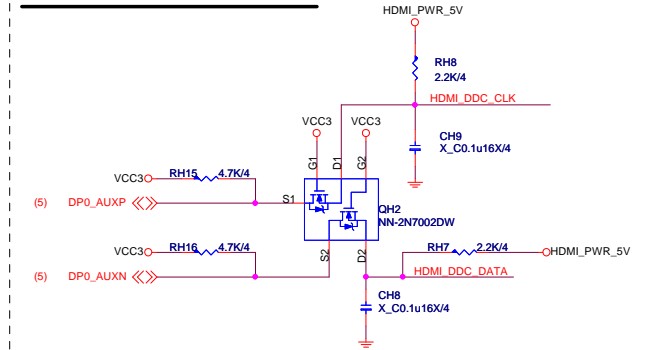 HDMI_PWR_5V
RH8
2.2K/4
HDMI_DDC_CLK
VCC3 VCC3
CH9
X_C0.1u16X/4
G1 D1 G2
VCC3 RH15 4.7K/4
(5) DP0_AUXP S1
QH2
NN-2N7002DW
VCC3 RH16 4.7K/4
S2 D2
RH7 2.2K/4 HDMI_PWR_5V
(5) DP0_AUXN
HDMI_DDC_DATA
CH8
X_C0.1u16X/4